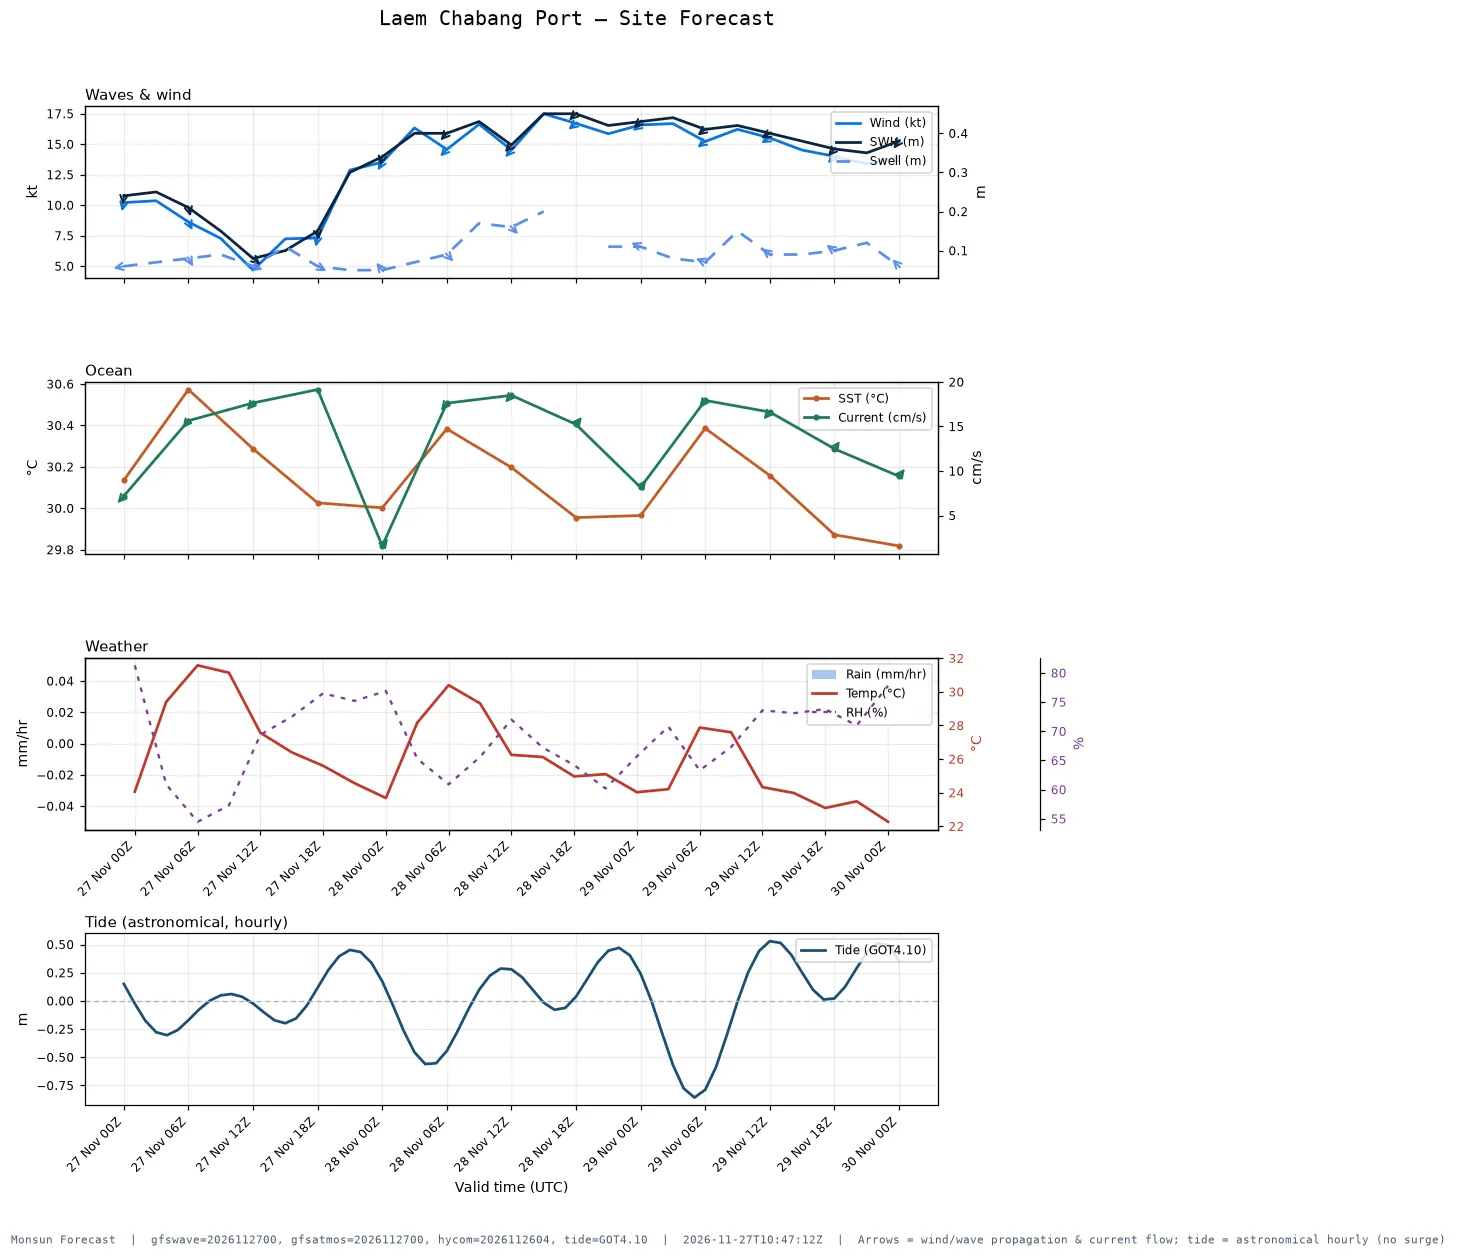 Laem Chabang Port — Site Forecast
Waves & wind
17.5
15.0
12.5
10.0
7.5
5.0
kt
0.4
0.3
0.2
0.1
m
Wind (kt)
SWH (m)
Swell (m)
Ocean
30.6
30.4
30.2
30.0
29.8
°C
20
15
10
5
cm/s
SST (°C)
Current (cm/s)
Weather
0.04
0.02
0.00
−0.02
−0.04
mm/hr
32
30
28
26
24
22
°C
80
75
70
65
60
55
%
Rain (mm/hr)
Temp (°C)
RH (%)
27 Nov 00Z
27 Nov 06Z
27 Nov 12Z
27 Nov 18Z
28 Nov 00Z
28 Nov 06Z
28 Nov 12Z
28 Nov 18Z
29 Nov 00Z
29 Nov 06Z
29 Nov 12Z
29 Nov 18Z
30 Nov 00Z
Tide (astronomical, hourly)
0.50
0.25
0.00
−0.25
−0.50
−0.75
m
Tide (GOT4.10)
27 Nov 00Z
27 Nov 06Z
27 Nov 12Z
27 Nov 18Z
28 Nov 00Z
28 Nov 06Z
28 Nov 12Z
28 Nov 18Z
29 Nov 00Z
29 Nov 06Z
29 Nov 12Z
29 Nov 18Z
30 Nov 00Z
Valid time (UTC)
Monsun Forecast | gfswave=2026112700, gfsatmos=2026112700, hycom=2026112604, tide=GOT4.10 | 2026-11-27T10:47:12Z | Arrows = wind/wave propagation & current flow; tide = astronomical hourly (no surge)